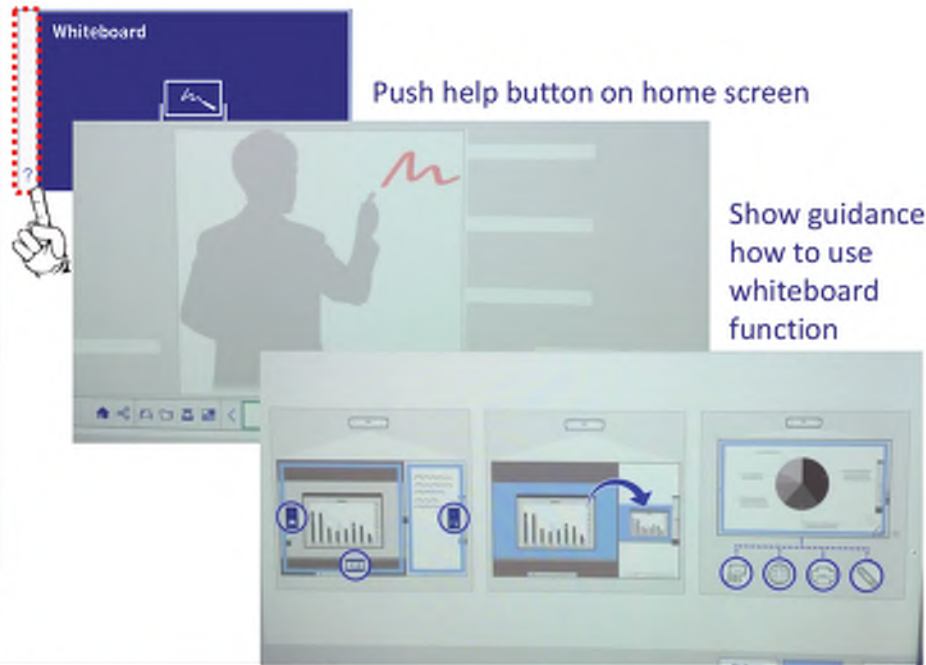 Whiteboard
?
Push help button on home screen
Show guidance
how to use
whiteboard
function